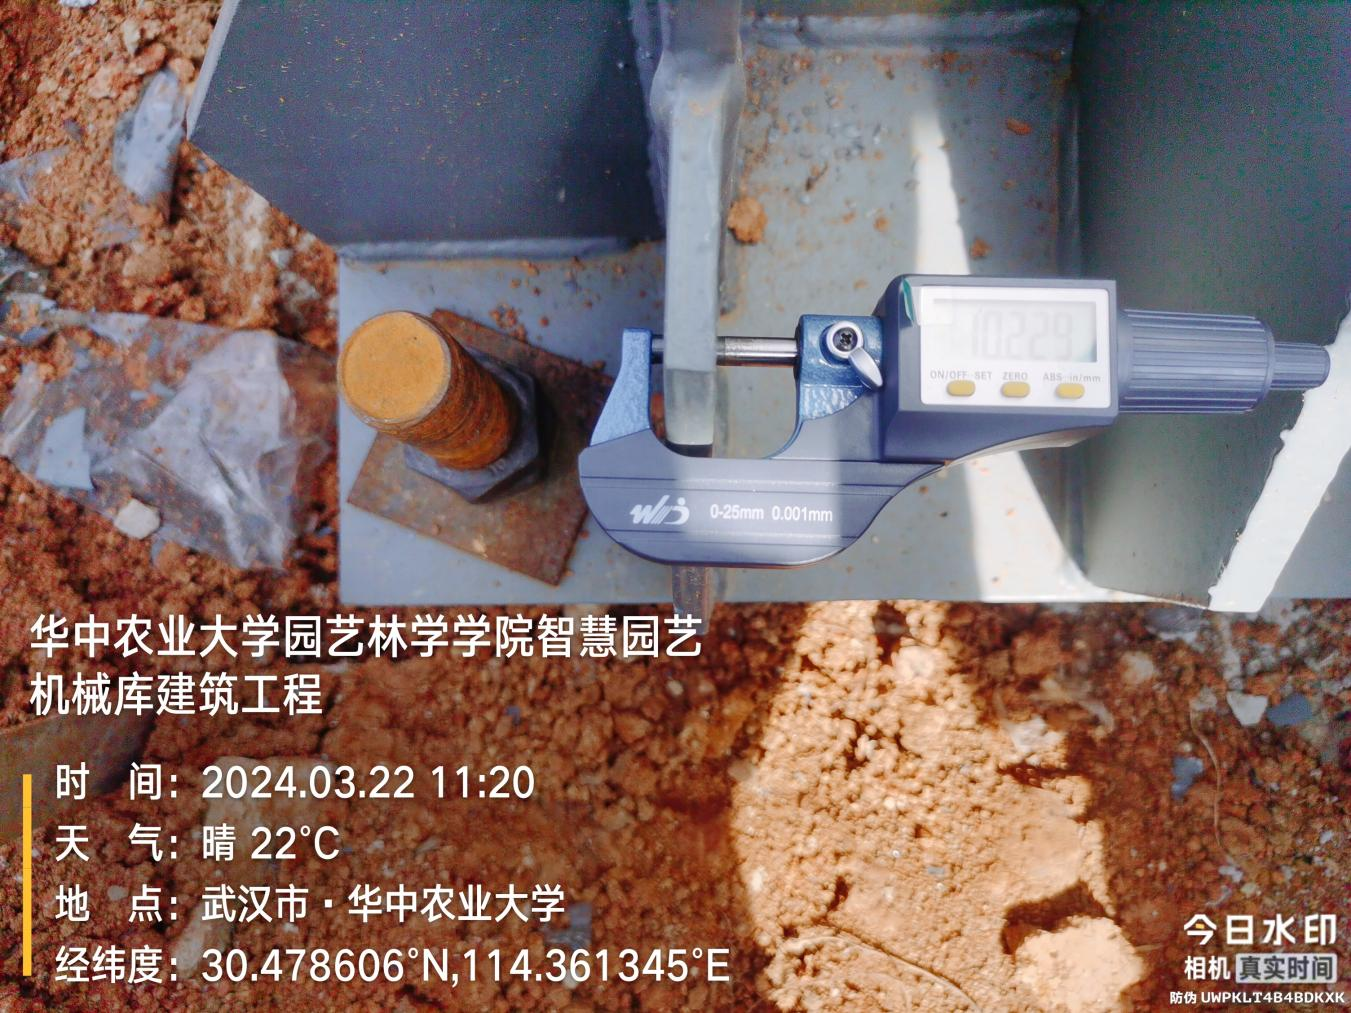 ON/OFF·SET ZERO ABS·in/mm
0-25mm 0.001mm
华中农业大学园艺林学学院智慧园艺
机械库建筑工程
时 间：2024.03.22 11:20
天 气：晴 22°C
地 点：武汉市·华中农业大学
经纬度：30.478606°N,114.361345°E
今日水印
相机 真实时间
防伪 UWPKLT4B4BDKXK